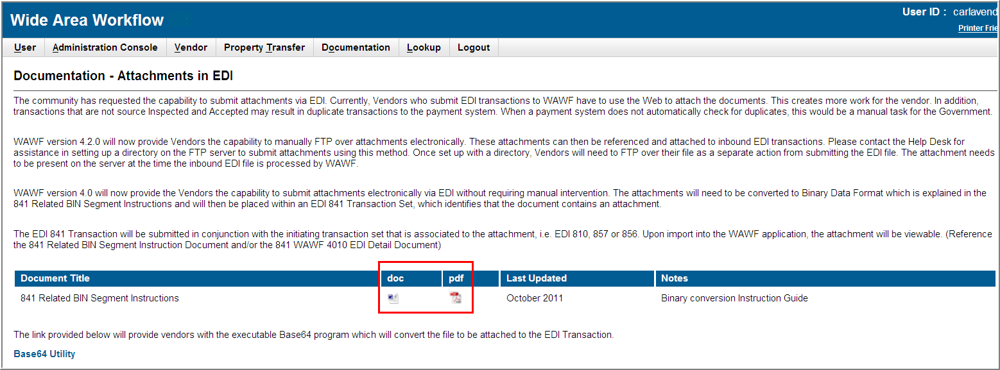 Wide Area Workflow
User ID : carlavend
Printer Frie
User Administration Console Vendor Property Transfer Documentation Lookup Logout
Documentation - Attachments in EDI
The community has requested the capability to submit attachments via EDI. Currently, Vendors who submit EDI transactions to WAWF have to use the Web to attach the documents. This creates more work for the vendor. In addition,
transactions that are not source Inspected and Accepted may result in duplicate transactions to the payment system. When a payment system does not automatically check for duplicates, this would be a manual task for the Government.
WAWF version 4.2.0 will now provide Vendors the capability to manually FTP over attachments electronically. These attachments can then be referenced and attached to inbound EDI transactions. Please contact the Help Desk for
assistance in setting up a directory on the FTP server to submit attachments using this method. Once set up with a directory, Vendors will need to FTP over their file as a separate action from submitting the EDI file. The attachment needs
to be present on the server at the time the inbound EDI file is processed by WAWF.
WAWF version 4.0 will now provide the Vendors the capability to submit attachments electronically via EDI without requiring manual intervention. The attachments will need to be converted to Binary Data Format which is explained in the
841 Related BIN Segment Instructions and will then be placed within an EDI 841 Transaction Set, which identifies that the document contains an attachment.
The EDI 841 Transaction will be submitted in conjunction with the initiating transaction set that is associated to the attachment, i.e. EDI 810, 857 or 856. Upon import into the WAWF application, the attachment will be viewable. (Reference
the 841 Related BIN Segment Instruction Document and/or the 841 WAWF 4010 EDI Detail Document)
Document Title doc pdf Last Updated Notes
841 Related BIN Segment Instructions October 2011 Binary conversion Instruction Guide
The link provided below will provide vendors with the executable Base64 program which will convert the file to be attached to the EDI Transaction.
Base64 Utility